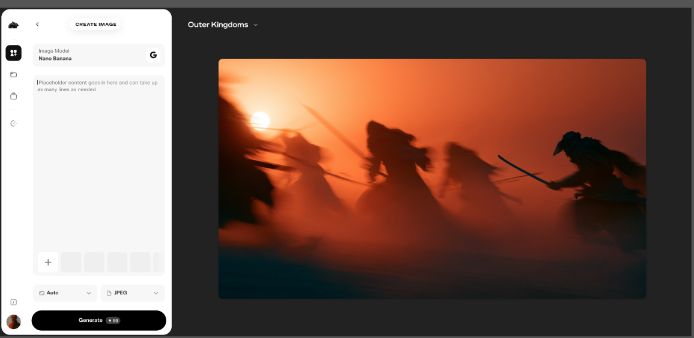 CREATE IMAGE
Outer Kingdoms
Image Model
Nano Banana
G
Placeholder content goes in here and can take up
as many lines as needed
Auto
JPEG
Generate